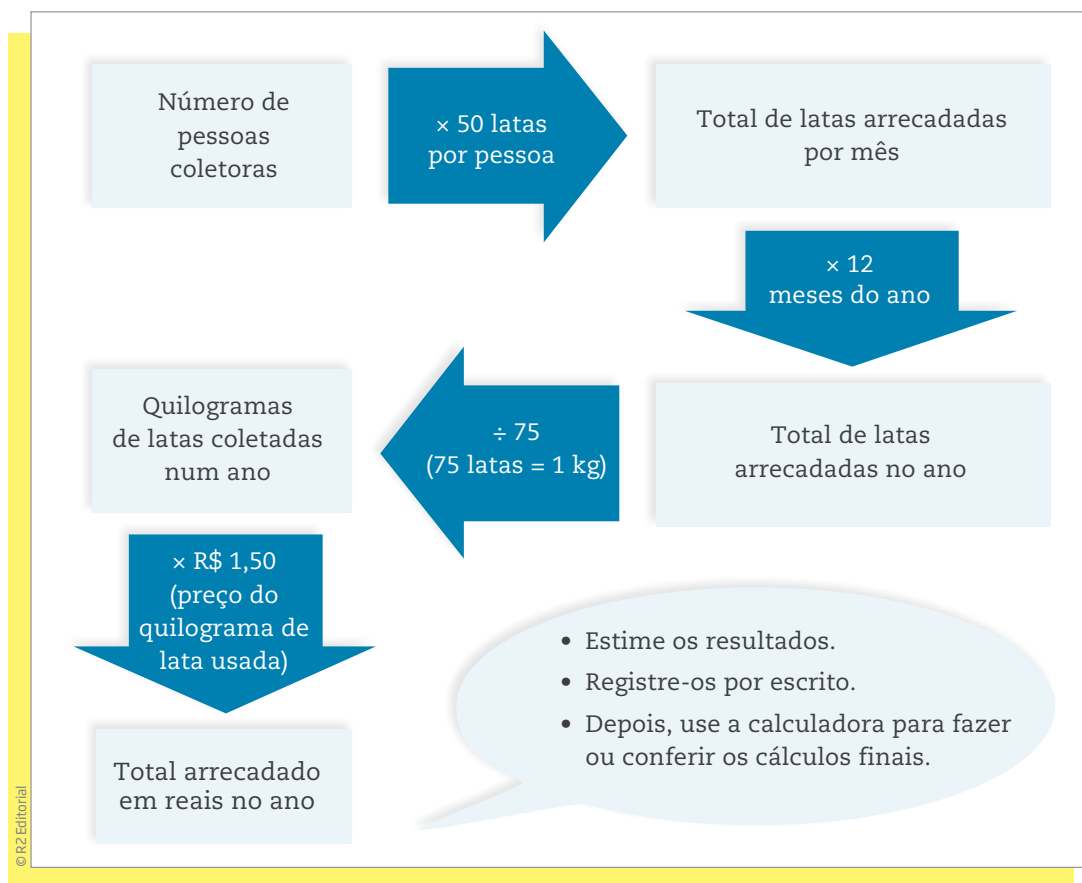 Número de
pessoas
coletoras
× 50 latas
por pessoa
Total de latas arrecadadas
por mês
× 12
meses do ano
Total de latas
arrecadadas no ano
÷ 75
(75 latas = 1 kg)
Quilogramas
de latas coletadas
num ano
× R$ 1,50
(preço do
quilograma de
lata usada)
Total arrecadado
em reais no ano
• Estime os resultados.
• Registre-os por escrito.
• Depois, use a calculadora para fazer
ou conferir os cálculos finais.
© R2 Editorial